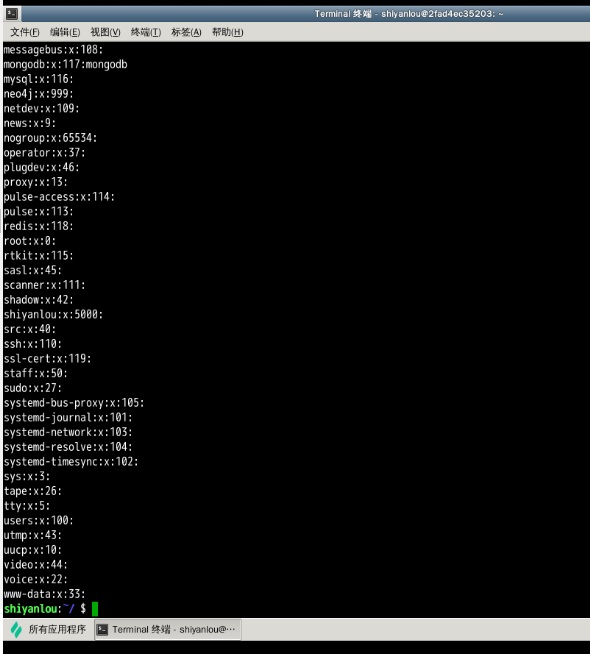 Terminal 终端 - shiyanlou@2fad4ec35203: ~
文件(F) 编辑(E) 视图(V) 终端(T) 标签(A) 帮助(H)
messagebus:x:108:
mongodb:x:117:mongodb
mysql:x:116:
neo4j:x:999:
netdev:x:109:
news:x:9:
nogroup:x:65534:
operator:x:37:
plugdev:x:46:
proxy:x:13:
pulse-access:x:114:
pulse:x:113:
redis:x:118:
root:x:0:
rtkit:x:115:
sasl:x:45:
scanner:x:111:
shadow:x:42:
shiyanlou:x:5000:
src:x:40:
ssh:x:110:
ssl-cert:x:119:
staff:x:50:
sudo:x:27:
systemd-bus-proxy:x:105:
systemd-journal:x:101:
systemd-network:x:103:
systemd-resolve:x:104:
systemd-timesync:x:102:
sys:x:3:
tape:x:26:
tty:x:5:
users:x:100:
utmp:x:43:
uucp:x:10:
video:x:44:
voice:x:22:
www-data:x:33:
shiyanlou:~/ $
所有应用程序 Terminal 终端 - shiyanlou@···